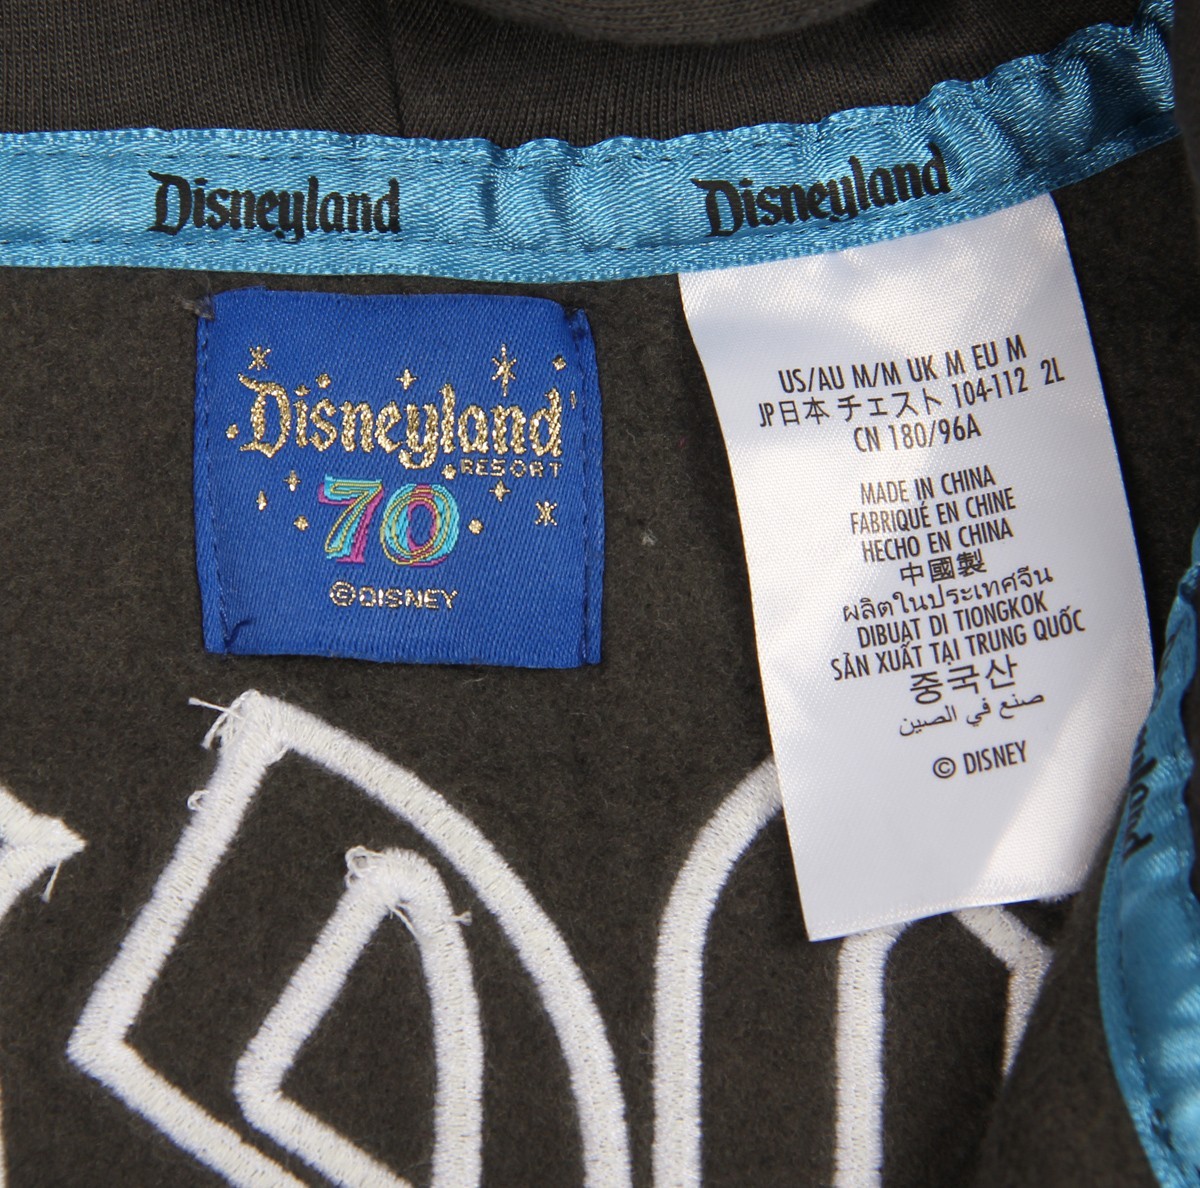 Disneyland
Disneyland
Disneyland
RESORT
70
©DISNEY
US/AU M/M UK M EU M
JP日本 チェスト 104-112 2L
CN 180/96A
MADE IN CHINA
FABRIQUÉ EN CHINE
HECHO EN CHINA
中國製
ผลิตในประเทศจีน
DIBUAT DI TIONGKOK
SẢN XUẤT TẠI TRUNG QUỐC
중국산
صنع في الصين
© DISNEY